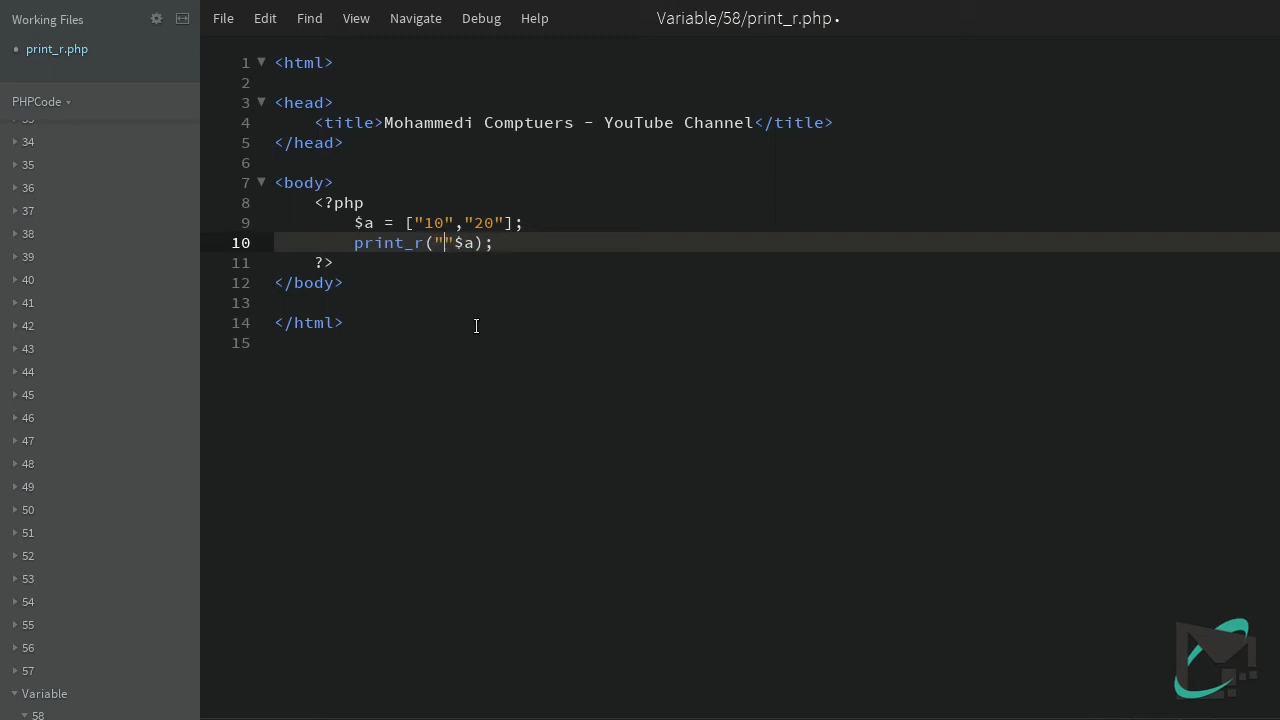 Working Files
print_r.php
PHPCode
34
35
36
37
38
39
40
41
42
43
44
45
46
47
48
49
50
51
52
53
54
55
56
57
Variable
58
File Edit Find View Navigate Debug Help
Variable/58/print_r.php •
1 <html>
2
3 <head>
4 <title>Mohammedi Comptuers - YouTube Channel</title>
5 </head>
6
7 <body>
8 <?php
9 $a = ["10","20"];
10 print_r(""$a);
11 ?>
12 </body>
13
14 </html>
15